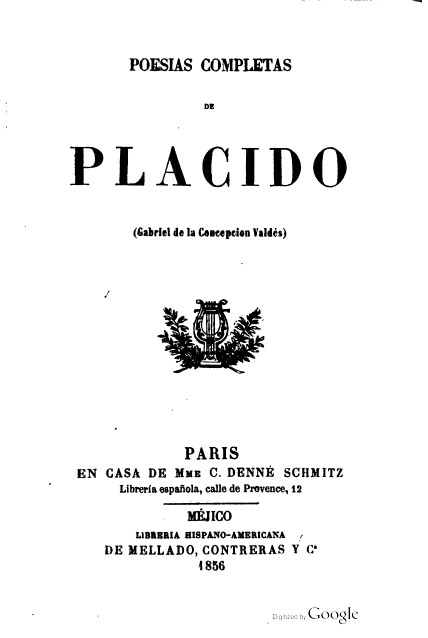 POESIAS COMPLETAS
DE
PLACIDO
(Gabriel de la Concepcion Valdés)
PARIS
EN CASA DE MME C. DENNÉ SCHMITZ
Librería española, calle de Provence, 12
MÉJICO
LIBRERIA HISPANO-AMERICANA
DE MELLADO, CONTRERAS Y Cª
1856
Digitized by Google